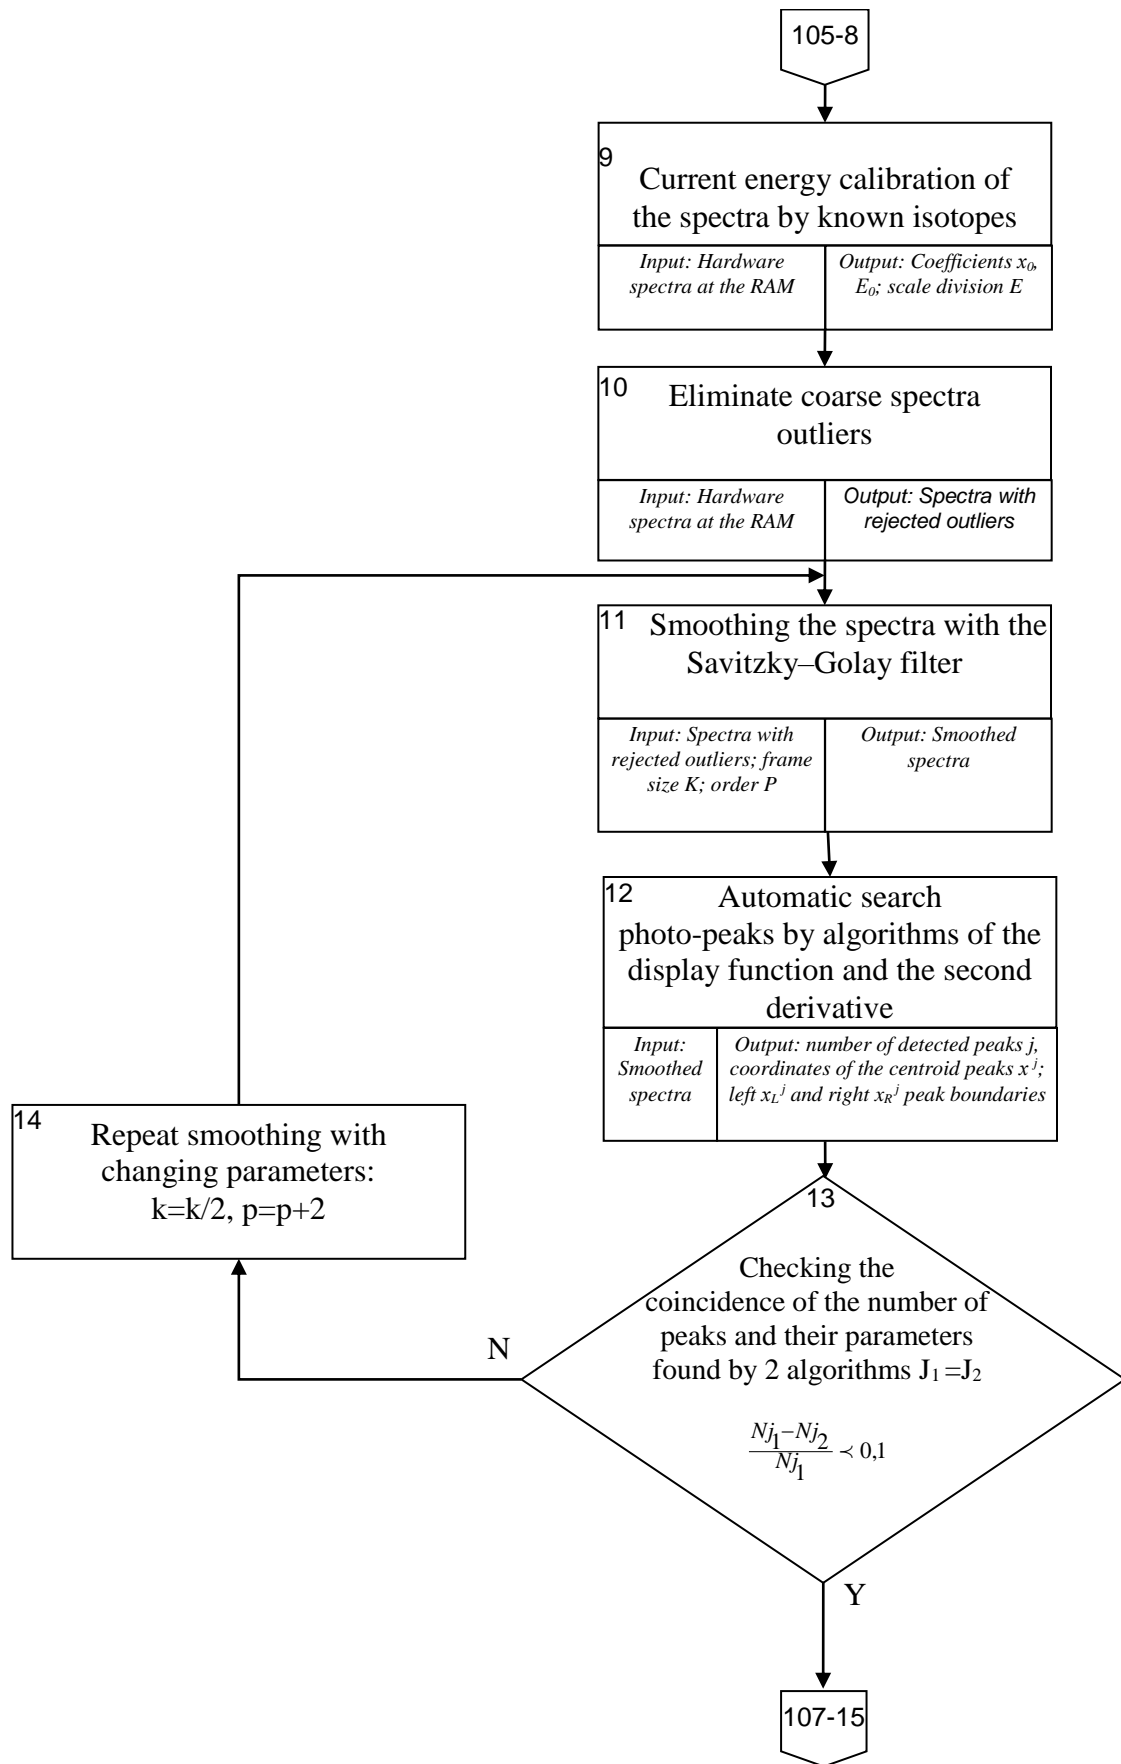 105-8
9
Current energy calibration of
the spectra by known isotopes
Input: Hardware
spectra at the RAM
Output: Coefficients x₀,
E₀; scale division E
10
Eliminate coarse spectra
outliers
Input: Hardware
spectra at the RAM
Output: Spectra with
rejected outliers
11 Smoothing the spectra with the
Savitzky–Golay filter
Input: Spectra with
rejected outliers; frame
size K; order P
Output: Smoothed
spectra
12 Automatic search
photo-peaks by algorithms of the
display function and the second
derivative
Input:
Smoothed
spectra
Output: number of detected peaks j,
coordinates of the centroid peaks x^j;
left x_L^j and right x_R^j peak boundaries
13
Checking the
coincidence of the number of
peaks and their parameters
found by 2 algorithms J₁=J₂
(Nj₁–Nj₂)/Nj₁ ≺ 0,1
N
14
Repeat smoothing with
changing parameters:
k=k/2, p=p+2
Y
107-15